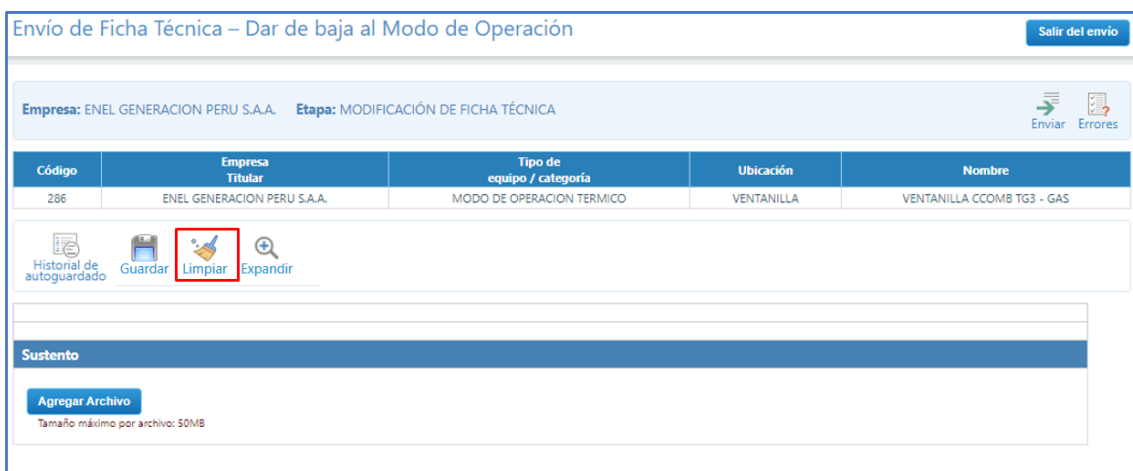 Envío de Ficha Técnica – Dar de baja al Modo de Operación
Salir del envío
Empresa: ENEL GENERACION PERU S.A.A. Etapa: MODIFICACIÓN DE FICHA TÉCNICA
Enviar Errores
Código Empresa Titular Tipo de equipo / categoría Ubicación Nombre
286 ENEL GENERACION PERU S.A.A. MODO DE OPERACION TERMICO VENTANILLA VENTANILLA CCOMB TG3 - GAS
Historial de autoguardado Guardar Limpiar Expandir
Sustento
Agregar Archivo
Tamaño máximo por archivo: 50MB